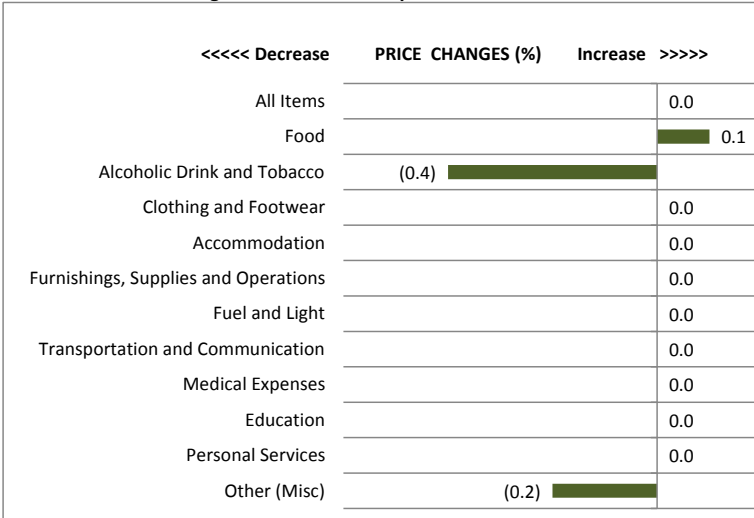 <<<<< Decrease PRICE CHANGES (%) Increase >>>>>
All Items 0.0
Food 0.1
Alcoholic Drink and Tobacco (0.4)
Clothing and Footwear 0.0
Accommodation 0.0
Furnishings, Supplies and Operations 0.0
Fuel and Light 0.0
Transportation and Communication 0.0
Medical Expenses 0.0
Education 0.0
Personal Services 0.0
Other (Misc) (0.2)